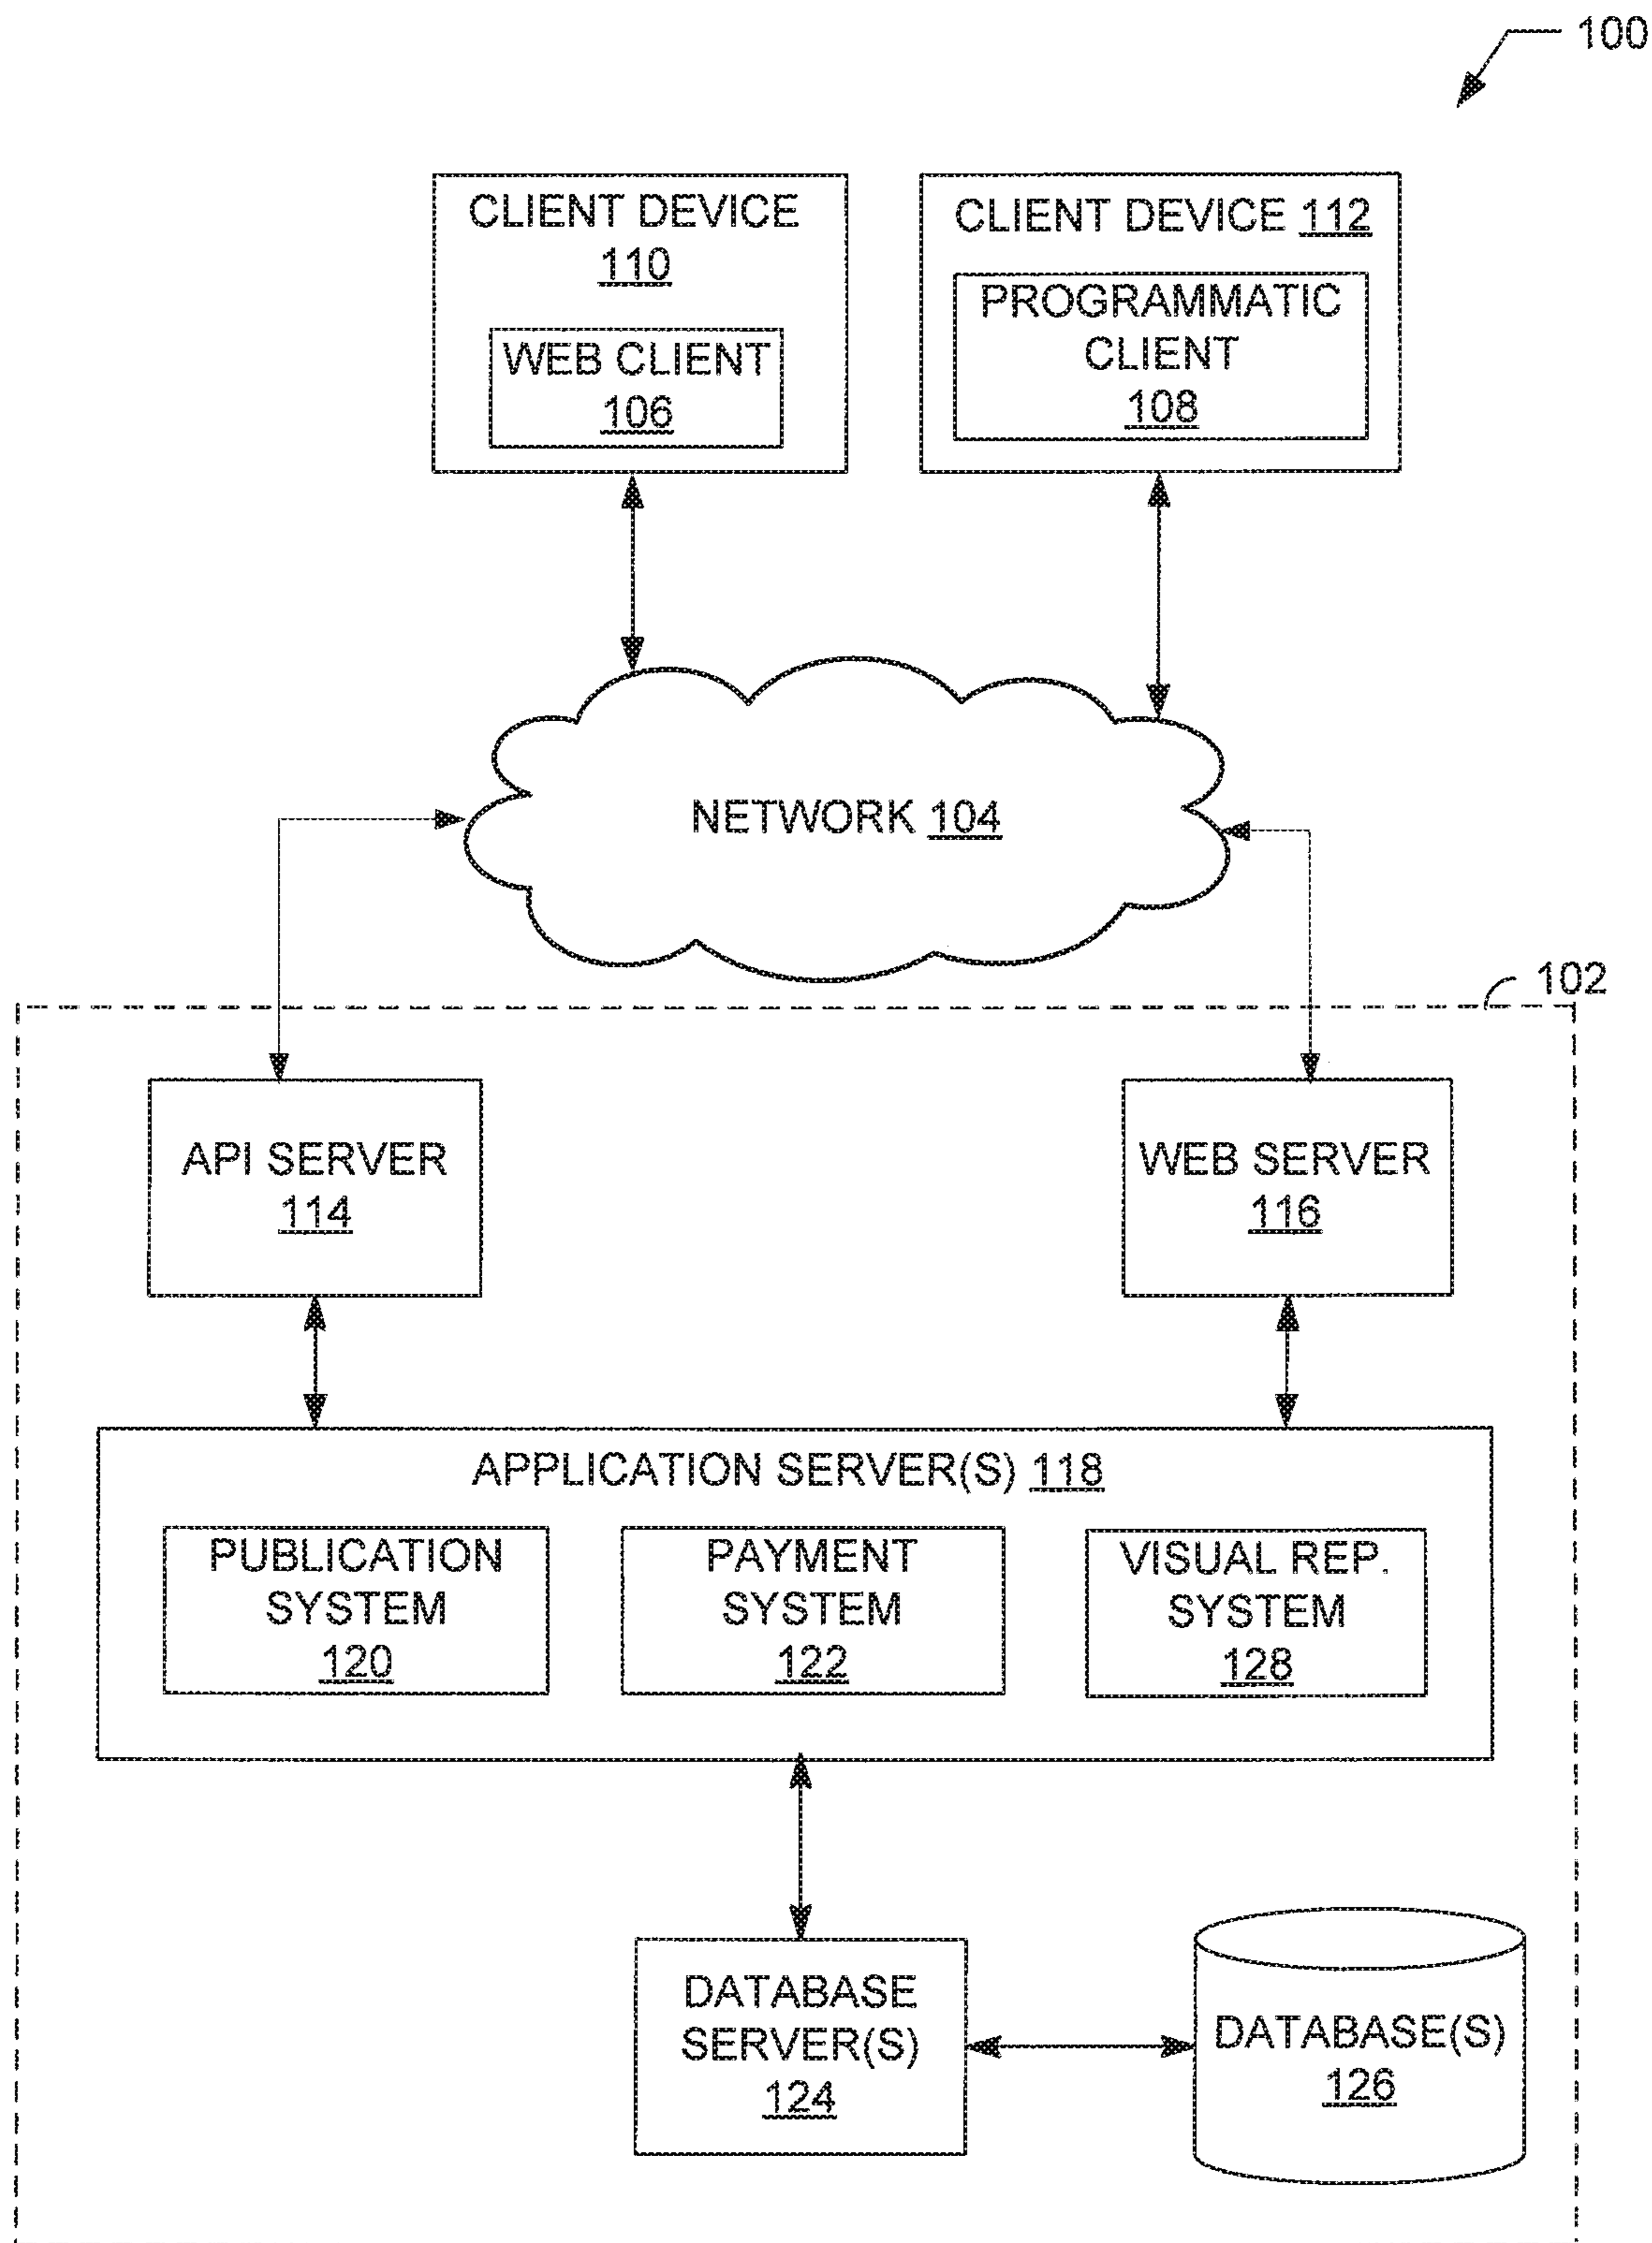 100
CLIENT DEVICE
110
WEB CLIENT
106
CLIENT DEVICE 112
PROGRAMMATIC
CLIENT
108
NETWORK 104
102
API SERVER
114
WEB SERVER
116
APPLICATION SERVER(S) 118
PUBLICATION
SYSTEM
120
PAYMENT
SYSTEM
122
VISUAL REP.
SYSTEM
128
DATABASE
SERVER(S)
124
DATABASE(S)
126